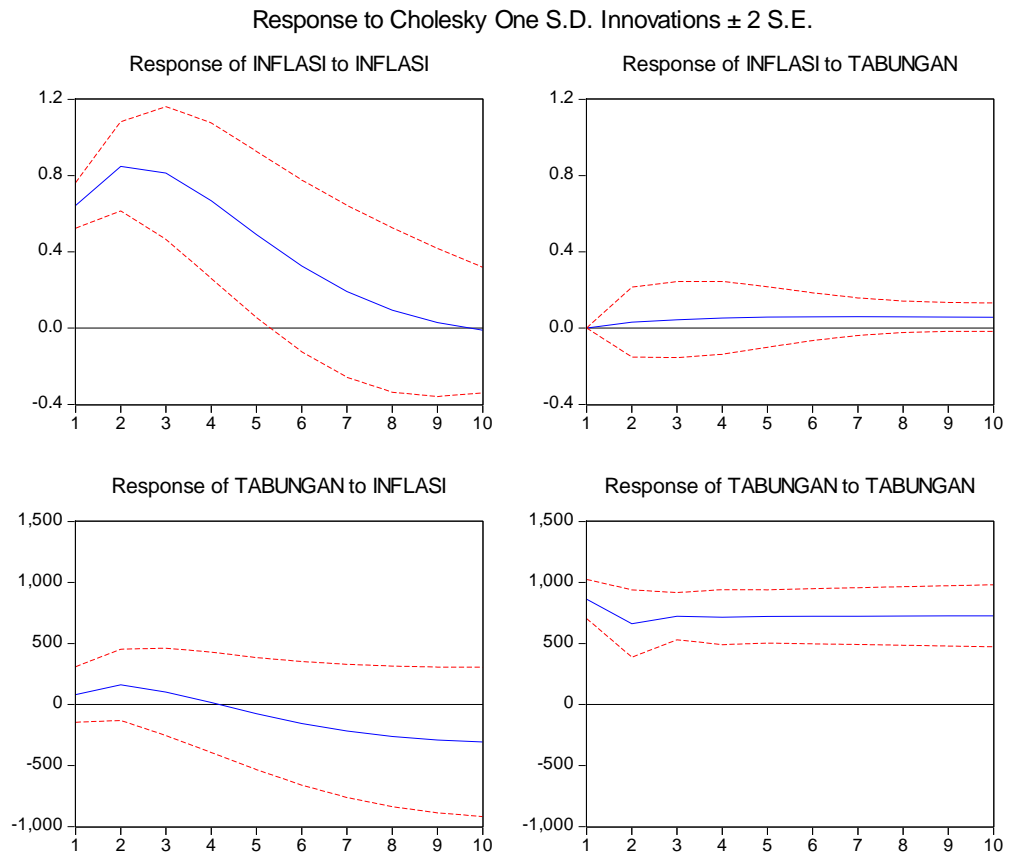 Response to Cholesky One S.D. Innovations ± 2 S.E.
Response of INFLASI to INFLASI
1.2
0.8
0.4
0.0
-0.4
1 2 3 4 5 6 7 8 9 10
Response of INFLASI to TABUNGAN
1.2
0.8
0.4
0.0
-0.4
1 2 3 4 5 6 7 8 9 10
Response of TABUNGAN to INFLASI
1,500
1,000
500
0
-500
-1,000
1 2 3 4 5 6 7 8 9 10
Response of TABUNGAN to TABUNGAN
1,500
1,000
500
0
-500
-1,000
1 2 3 4 5 6 7 8 9 10